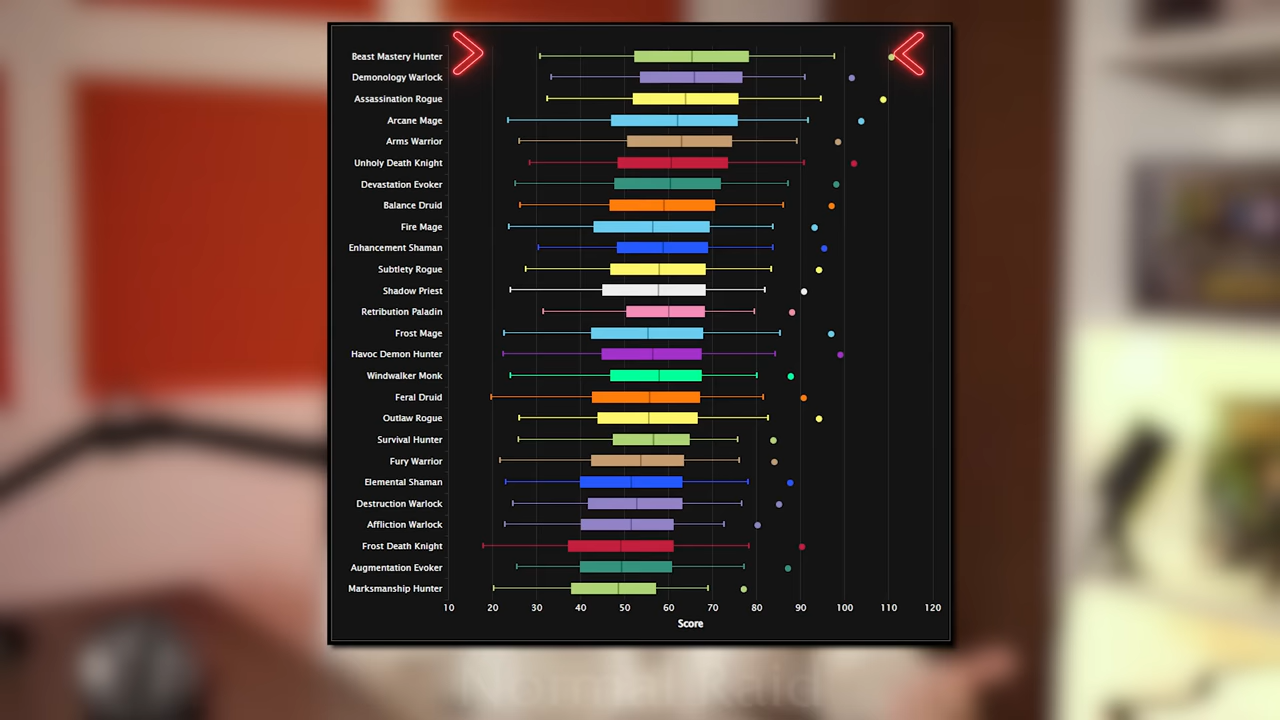 Beast Mastery Hunter
Demonology Warlock
Assassination Rogue
Arcane Mage
Arms Warrior
Unholy Death Knight
Devastation Evoker
Balance Druid
Fire Mage
Enhancement Shaman
Subtlety Rogue
Shadow Priest
Retribution Paladin
Frost Mage
Havoc Demon Hunter
Windwalker Monk
Feral Druid
Outlaw Rogue
Survival Hunter
Fury Warrior
Elemental Shaman
Destruction Warlock
Affliction Warlock
Frost Death Knight
Augmentation Evoker
Marksmanship Hunter
10 20 30 40 50 60 70 80 90 100 110 120
Score
Normal Raid